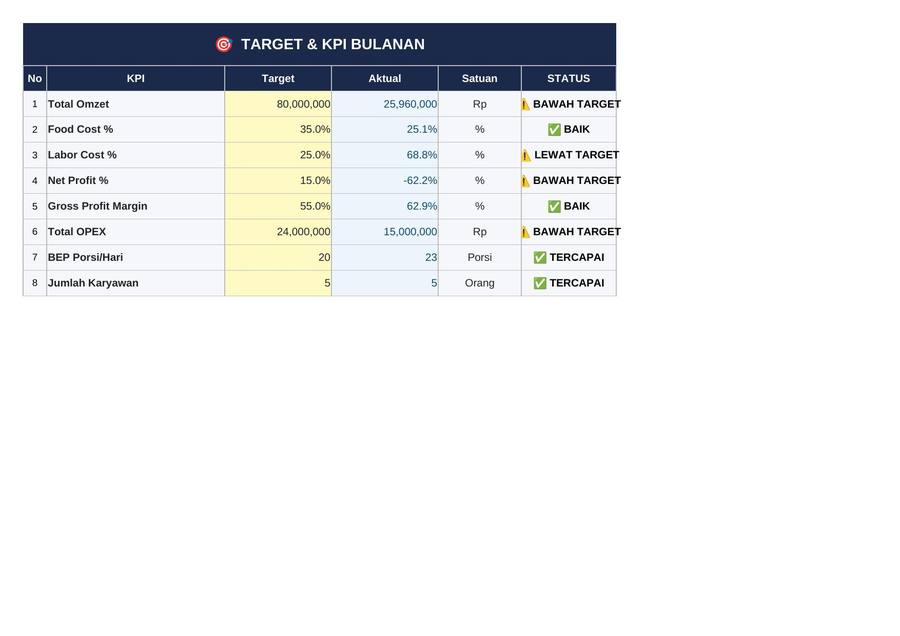 🎯 TARGET & KPI BULANAN
No KPI Target Aktual Satuan STATUS
1 Total Omzet 80,000,000 25,960,000 Rp ⚠️ BAWAH TARGET
2 Food Cost % 35.0% 25.1% % ✅ BAIK
3 Labor Cost % 25.0% 68.8% % ⚠️ LEWAT TARGET
4 Net Profit % 15.0% -62.2% % ⚠️ BAWAH TARGET
5 Gross Profit Margin 55.0% 62.9% % ✅ BAIK
6 Total OPEX 24,000,000 15,000,000 Rp ⚠️ BAWAH TARGET
7 BEP Porsi/Hari 20 23 Porsi ✅ TERCAPAI
8 Jumlah Karyawan 5 5 Orang ✅ TERCAPAI